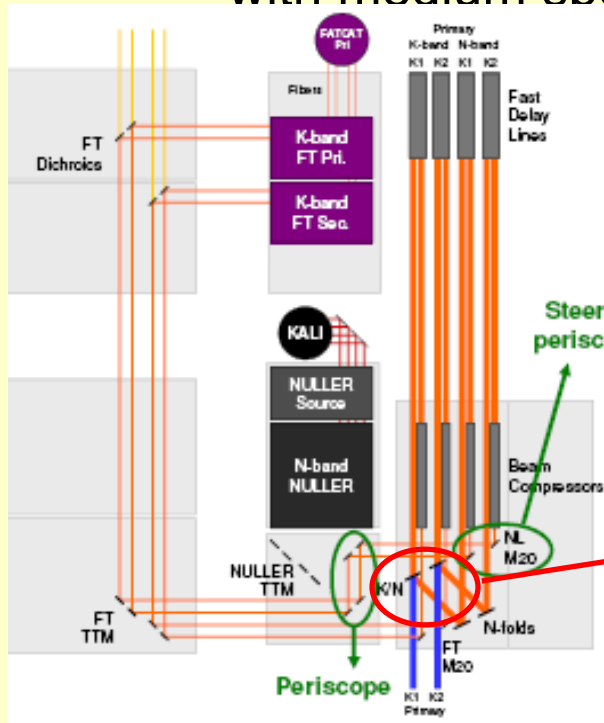 FATCAT
Pri
Primary
K-band N-band
K1 K2 K1 K2
Fibers
Fast
Delay
Lines
FT
Dichroics
K-band
FT Pri.
K-band
FT Sec.
KALI
Steer
perisc
NULLER
Source
N-band
NULLER
Beam
Compressors
NL
M20
NULLER
TTM
K/N
FT
TTM
N-folds
FT
M20
Periscope
K1 K2
Primary